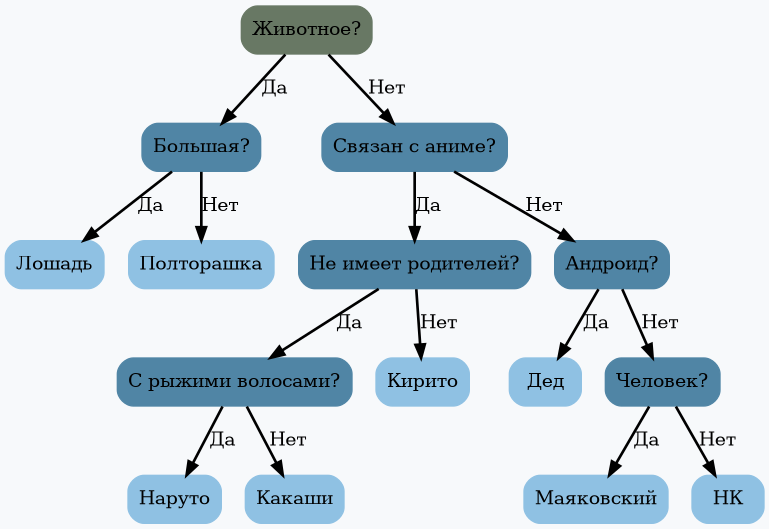 Животное?
Да
Нет
Большая?
Связан с аниме?
Да
Нет
Да
Нет
Лошадь
Полторашка
Не имеет родителей?
Андроид?
Да
Нет
Да
Нет
С рыжими волосами?
Кирито
Дед
Человек?
Да
Нет
Да
Нет
Наруто
Какаши
Маяковский
НК